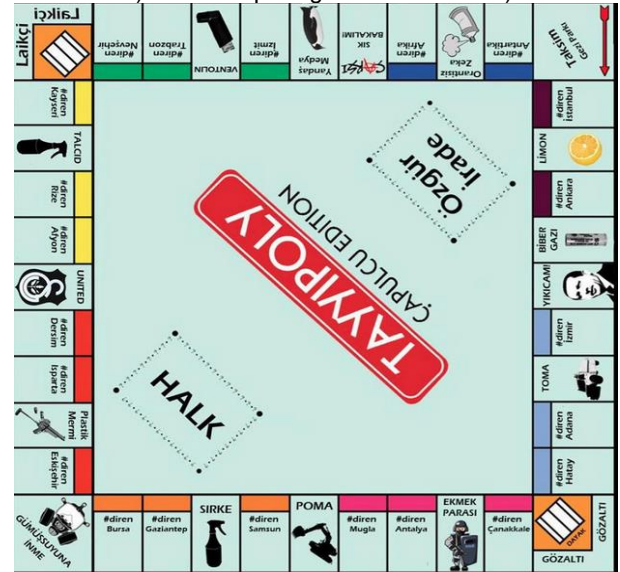 Laikçi
Laikçi
#diren
Nevşehir
#diren
Trabzon
VENTOLIN
#diren
İzmit
Yandaş
Medya
ÇARŞI
SIK
BAKALIM!
#diren
Afrika
Orantısız
Zeka
#diren
Antartika
Taksim
Gezi Parkı
#diren
istanbul
LİMON
#diren
Ankara
BİBER
GAZI
YIKICAM!
#diren
İzmir
TOMA
#diren
Adana
#diren
Hatay
DAYAK
GÖZALTI
GÖZALTI
#diren
Çanakkale
EKMEK
PARASI
#diren
Antalya
#diren
Mugla
POMA
#diren
Samsun
SIRKE
#diren
Gaziantep
#diren
Bursa
GÜMÜŞSUYUNA
İNME
#diren
Eskişehir
Plastik
Mermi
#diren
Isparta
#diren
Dersim
UNITED
#diren
Afyon
#diren
Rize
TALCID
#diren
Kayseri
Özgür
İrade
TAYYIPOLY
ÇAPULCU EDITION
HALK